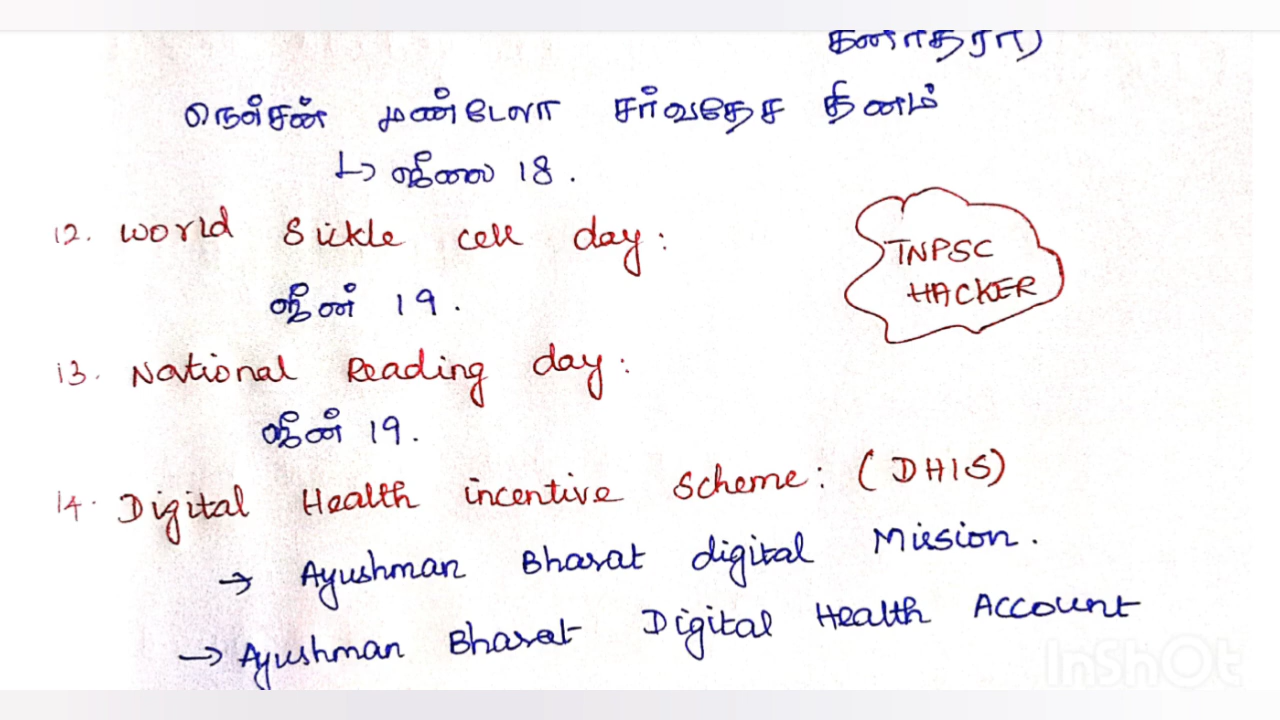 நெல்சன் மண்டேலா சர்வதேச தினம்
↳ ஜீலை 18.
12. World Sickle cell day:
ஜீன் 19.
TNPSC
HACKER
13. National Reading day:
ஜீன் 19.
14. Digital Health incentive Scheme: (DHIS)
→ Ayushman Bharat digital Mission.
→ Ayushman Bharat Digital Health Account
InShOt